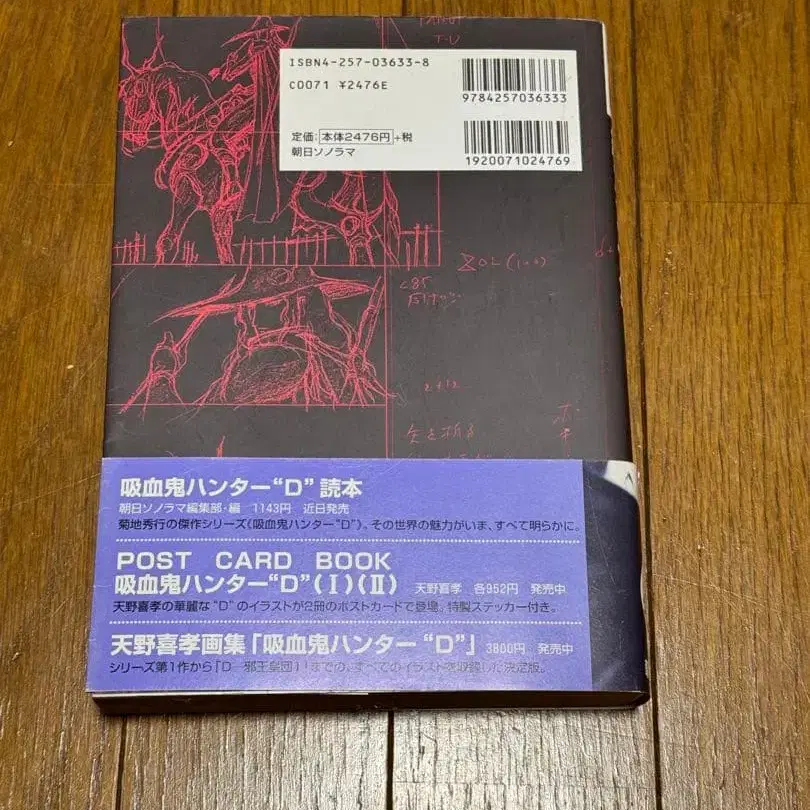 T-U
ISBN4-257-03633-8
C0071 ¥2476E
9784257036333
定価:本体2476円+税
朝日ソノラマ
1920071024769
吸血鬼ハンター“D”読本
朝日ソノラマ編集部・編 1143円 近日発売
菊地秀行の傑作シリーズ〈吸血鬼ハンター“D”〉。その世界の魅力がいま、すべて明らかに。
POST CARD BOOK
吸血鬼ハンター“D”(Ⅰ)(Ⅱ) 天野喜孝 各952円 発売中
天野喜孝の華麗な“D”のイラストが2冊のポストカードで登場。特製ステッカー付き。
天野喜孝画集「吸血鬼ハンター“D”」 3800円 発売中
シリーズ第1作から「D―邪王星団1」までの、すべてのイラストを収録した決定版。